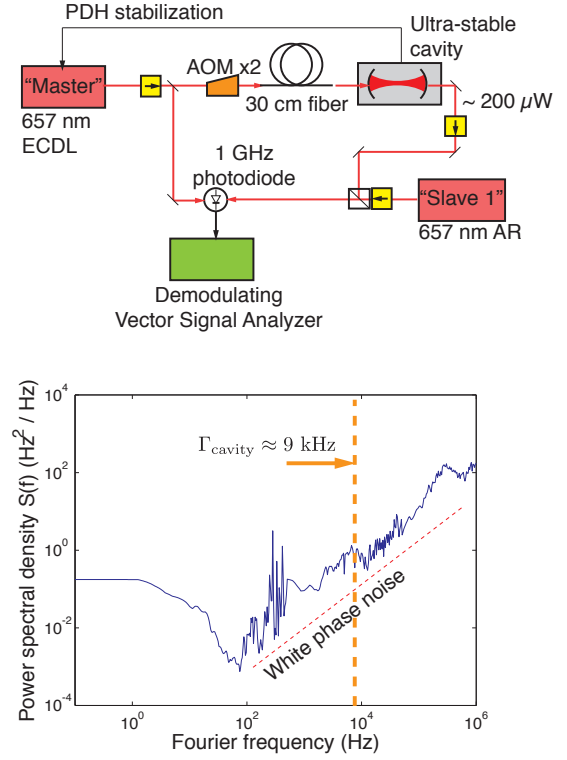 PDH stabilization
Ultra-stable
cavity
"Master"
AOM x2
657 nm
ECDL
30 cm fiber
~ 200 μW
1 GHz
photodiode
"Slave 1"
657 nm AR
Demodulating
Vector Signal Analyzer
Power spectral density S(f) (Hz² / Hz)
10⁴
10²
10⁰
10⁻²
10⁻⁴
Γcavity ≈ 9 kHz
White phase noise
10⁰ 10² 10⁴ 10⁶
Fourier frequency (Hz)